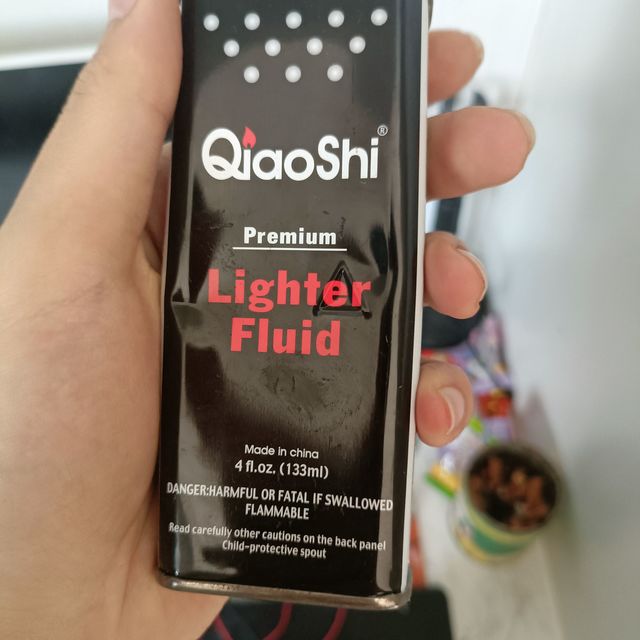 QiaoShi®
Premium
Lighter
Fluid
Made in china
4 fl.oz. (133ml)
DANGER:HARMFUL OR FATAL IF SWALLOWED
FLAMMABLE
Read carefully other cautions on the back panel
Child-protective spout